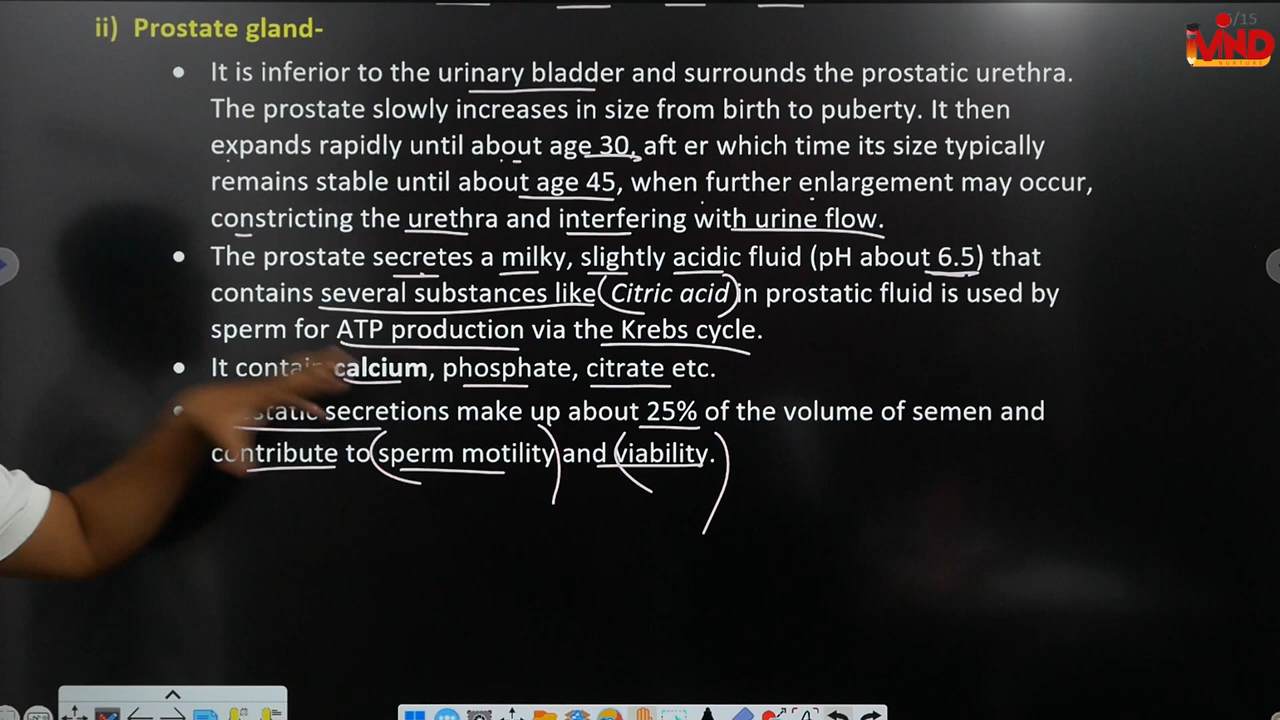 /15
iMND
NURTURE
ii) Prostate gland-
• It is inferior to the urinary bladder and surrounds the prostatic urethra.
The prostate slowly increases in size from birth to puberty. It then
expands rapidly until about age 30, aft er which time its size typically
remains stable until about age 45, when further enlargement may occur,
constricting the urethra and interfering with urine flow.
• The prostate secretes a milky, slightly acidic fluid (pH about 6.5) that
contains several substances like Citric acid in prostatic fluid is used by
sperm for ATP production via the Krebs cycle.
• It contain calcium, phosphate, citrate etc.
• secretions make up about 25% of the volume of semen and
contribute to sperm motility and viability.